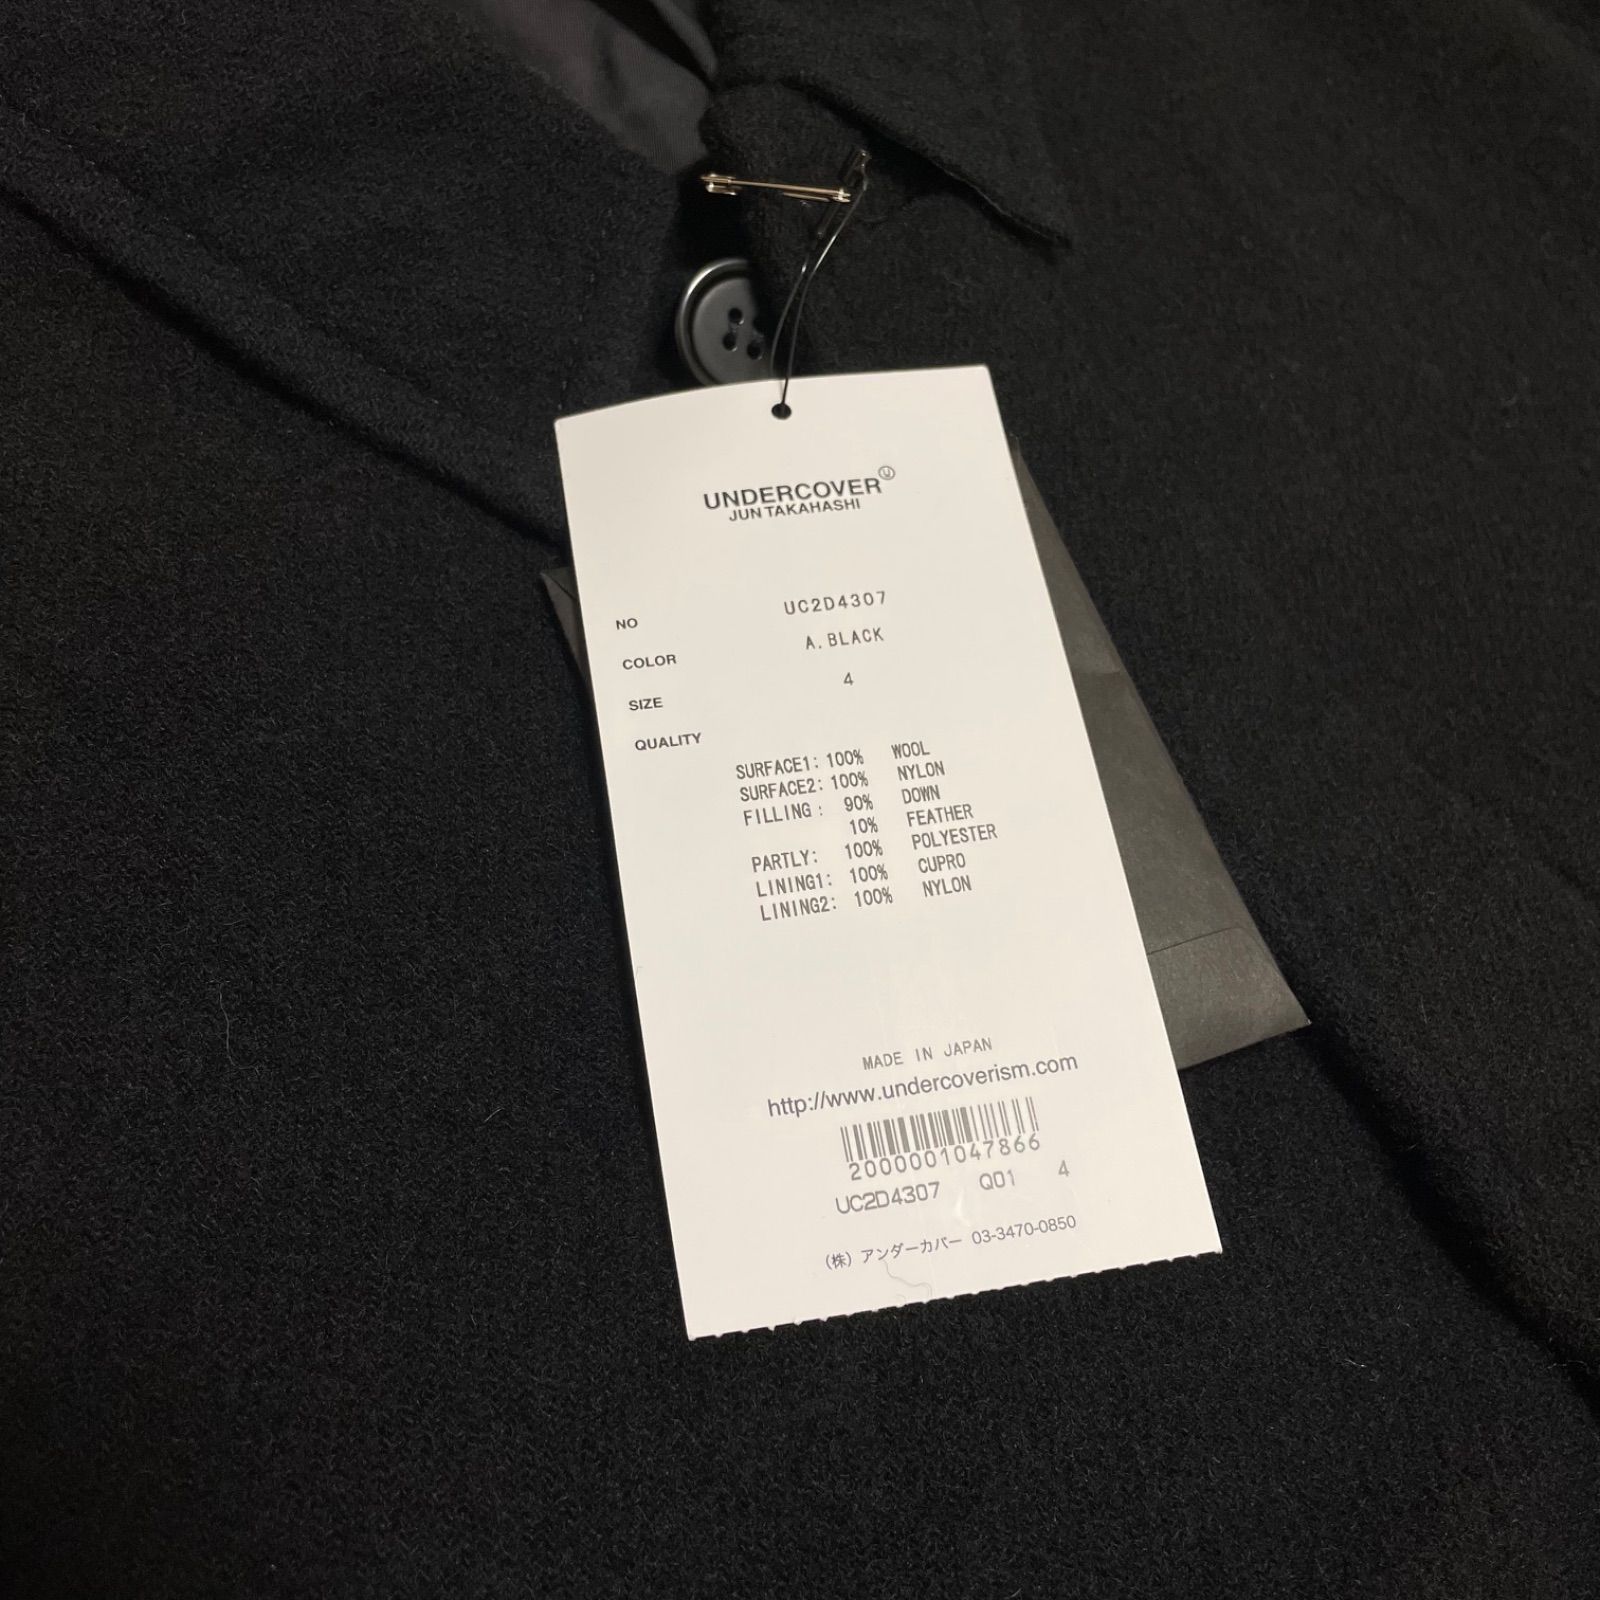 UNDERCOVER Ⓤ
JUN TAKAHASHI
NO UC2D4307
COLOR A.BLACK
SIZE 4
QUALITY
SURFACE1: 100% WOOL
SURFACE2: 100% NYLON
FILLING : 90% DOWN
10% FEATHER
PARTLY: 100% POLYESTER
LINING1: 100% CUPRO
LINING2: 100% NYLON
MADE IN JAPAN
http://www.undercoverism.com
2000001047866
UC2D4307 Q01 4
(株) アンダーカバー 03-3470-0850